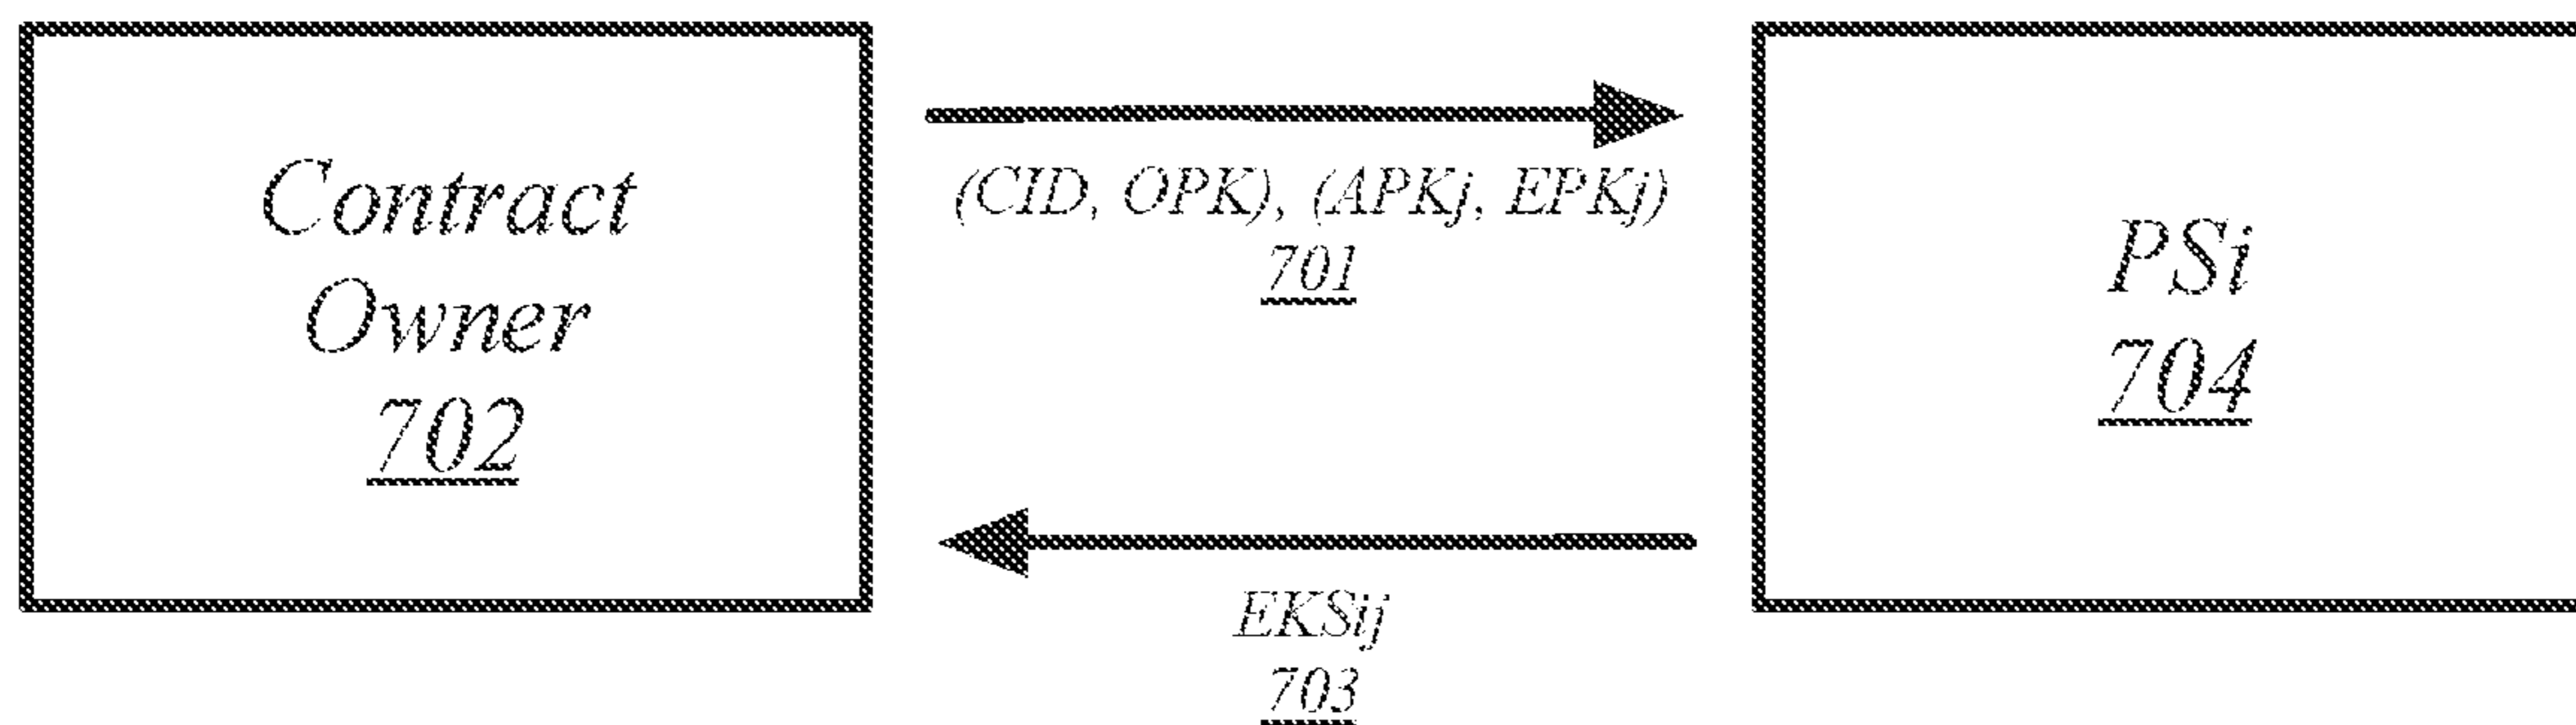 Contract
Owner
702
(CID, OPK), (APKj, EPKj)
701
EKSij
703
PSi
704